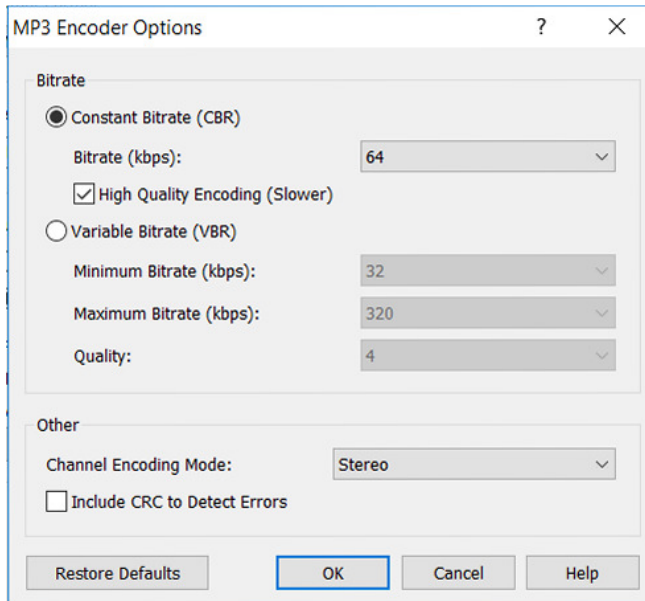 MP3 Encoder Options ?
Bitrate
Constant Bitrate (CBR)
Bitrate (kbps): 64
High Quality Encoding (Slower)
Variable Bitrate (VBR)
Minimum Bitrate (kbps): 32
Maximum Bitrate (kbps): 320
Quality: 4
Other
Channel Encoding Mode: Stereo
Include CRC to Detect Errors
Restore Defaults OK Cancel Help